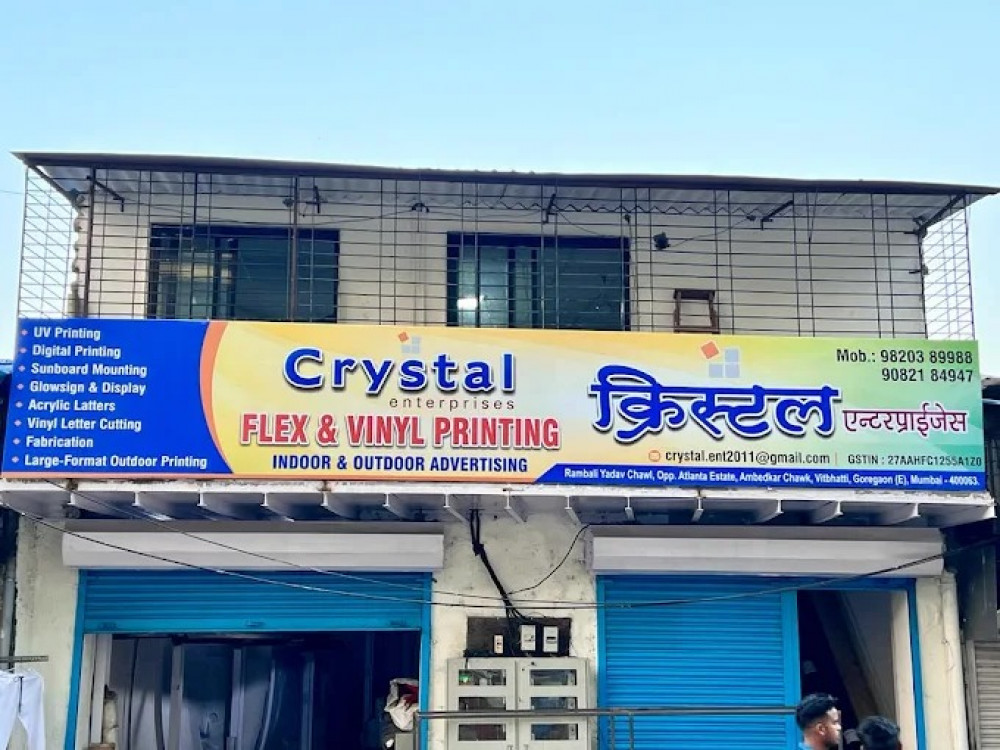 UV Printing
Digital Printing
Sunboard Mounting
Glowsign & Display
Acrylic Latters
Vinyl Letter Cutting
Fabrication
Large-Format Outdoor Printing
Crystal
enterprises
FLEX & VINYL PRINTING
INDOOR & OUTDOOR ADVERTISING
Mob.: 98203 89988
90821 84947
क्रिस्टल एन्टरप्राईजेस
crystal.ent2011@gmail.com | GSTIN : 27AAHFC1255A1Z0
Rambali Yadav Chawl, Opp. Atlanta Estate, Ambedkar Chawk, Vitbhatti, Goregaon (E), Mumbai - 400063.